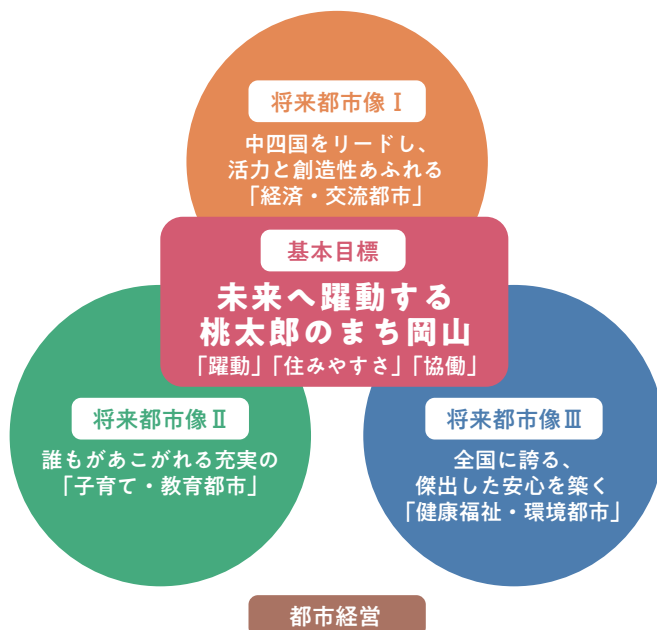 将来都市像Ⅰ
中四国をリードし、
活力と創造性あふれる
「経済・交流都市」
基本目標
未来へ躍動する
桃太郎のまち岡山
「躍動」「住みやすさ」「協働」
将来都市像Ⅱ
誰もがあこがれる充実の
「子育て・教育都市」
将来都市像Ⅲ
全国に誇る、
傑出した安心を築く
「健康福祉・環境都市」
都市経営